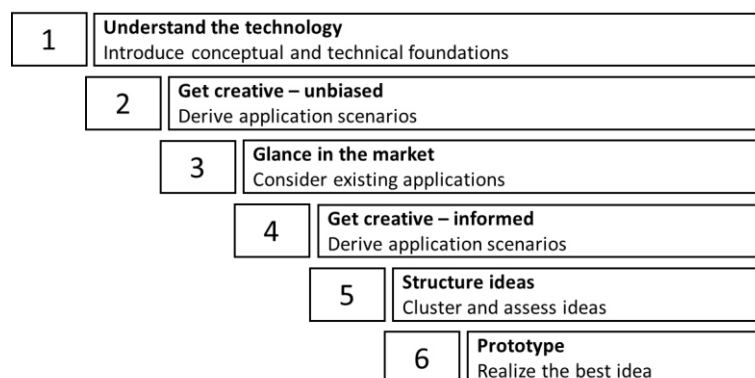 1
Understand the technology
Introduce conceptual and technical foundations
2
Get creative – unbiased
Derive application scenarios
3
Glance in the market
Consider existing applications
4
Get creative – informed
Derive application scenarios
5
Structure ideas
Cluster and assess ideas
6
Prototype
Realize the best idea